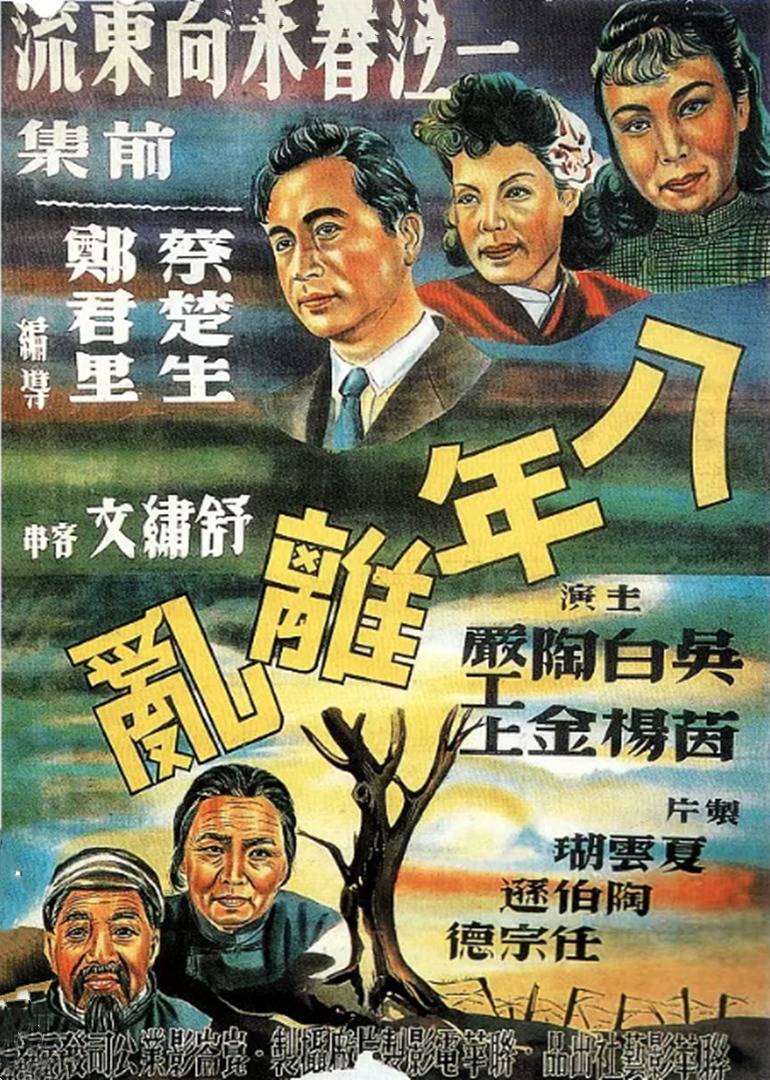 一江春水向東流
前集
蔡楚生
鄭君里
編導
八年離亂
舒繡文 客串
主演
吳茵
白楊
陶金
嚴工上
製片
夏雲瑚
陶伯遜
任宗德
聯華影藝社出品·聯華電影製片廠攝製·崑崙影業公司發行